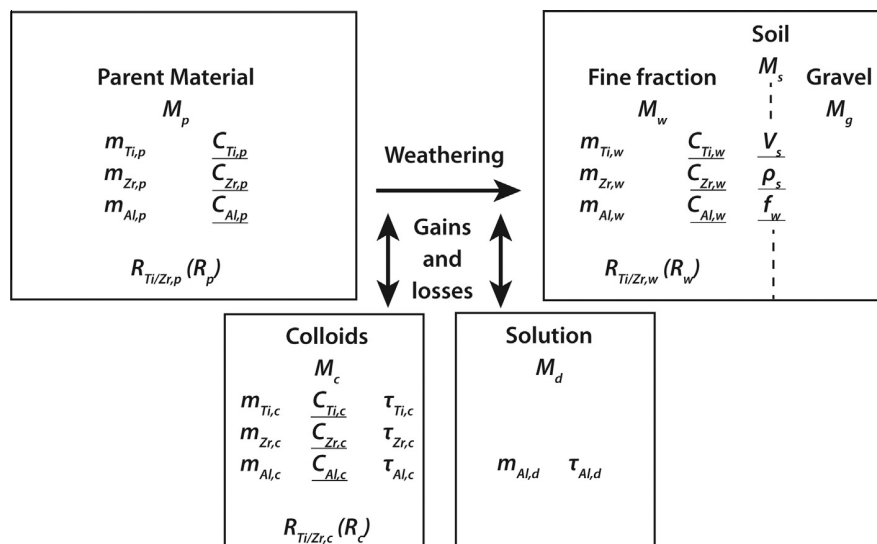 Parent Material
M_p
m_Ti,p C_Ti,p
m_Zr,p C_Zr,p
m_Al,p C_Al,p
R_Ti/Zr,p (R_p)
Weathering
Gains
and
losses
Soil
Fine fraction M_s Gravel
M_w M_g
m_Ti,w C_Ti,w V_s
m_Zr,w C_Zr,w ρ_s
m_Al,w C_Al,w f_w
R_Ti/Zr,w (R_w)
Colloids
M_c
m_Ti,c C_Ti,c τ_Ti,c
m_Zr,c C_Zr,c τ_Zr,c
m_Al,c C_Al,c τ_Al,c
R_Ti/Zr,c (R_c)
Solution
M_d
m_Al,d τ_Al,d